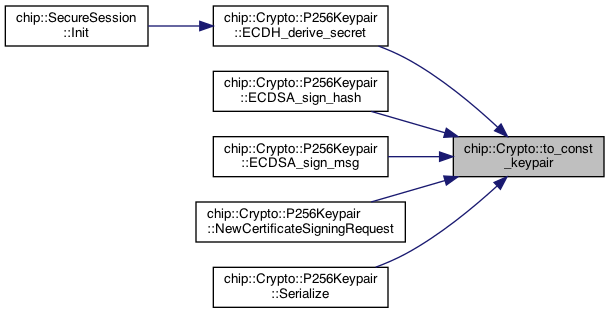 chip::SecureSession
::Init
chip::Crypto::P256Keypair
::ECDH_derive_secret
chip::Crypto::P256Keypair
::ECDSA_sign_hash
chip::Crypto::to_const
_keypair
chip::Crypto::P256Keypair
::ECDSA_sign_msg
chip::Crypto::P256Keypair
::NewCertificateSigningRequest
chip::Crypto::P256Keypair
::Serialize